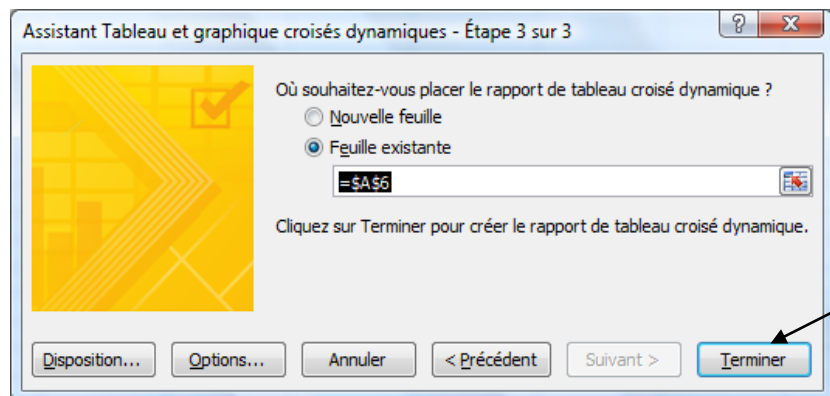 Assistant Tableau et graphique croisés dynamiques - Étape 3 sur 3
Où souhaitez-vous placer le rapport de tableau croisé dynamique ?
Nouvelle feuille
Feuille existante
=$A$6
Cliquez sur Terminer pour créer le rapport de tableau croisé dynamique.
Disposition... Options... Annuler < Précédent Suivant > Terminer